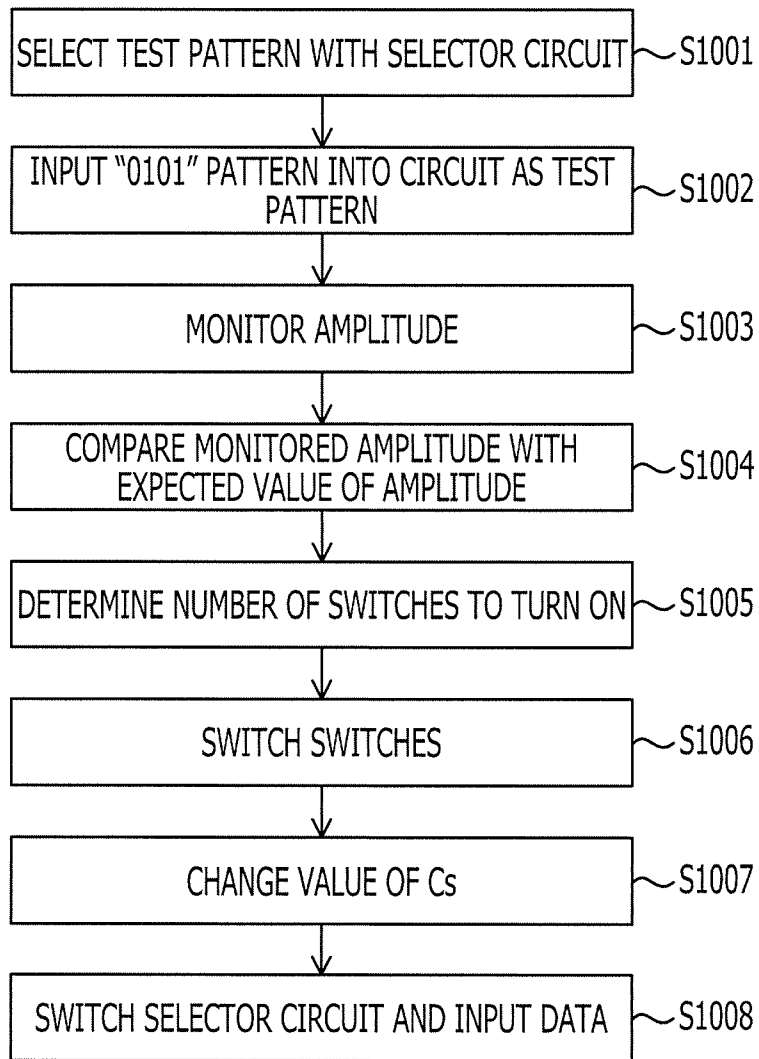 SELECT TEST PATTERN WITH SELECTOR CIRCUIT S1001
INPUT “0101” PATTERN INTO CIRCUIT AS TEST
PATTERN
S1002
MONITOR AMPLITUDE S1003
COMPARE MONITORED AMPLITUDE WITH
EXPECTED VALUE OF AMPLITUDE
S1004
DETERMINE NUMBER OF SWITCHES TO TURN ON S1005
SWITCH SWITCHES S1006
CHANGE VALUE OF Cs S1007
SWITCH SELECTOR CIRCUIT AND INPUT DATA S1008